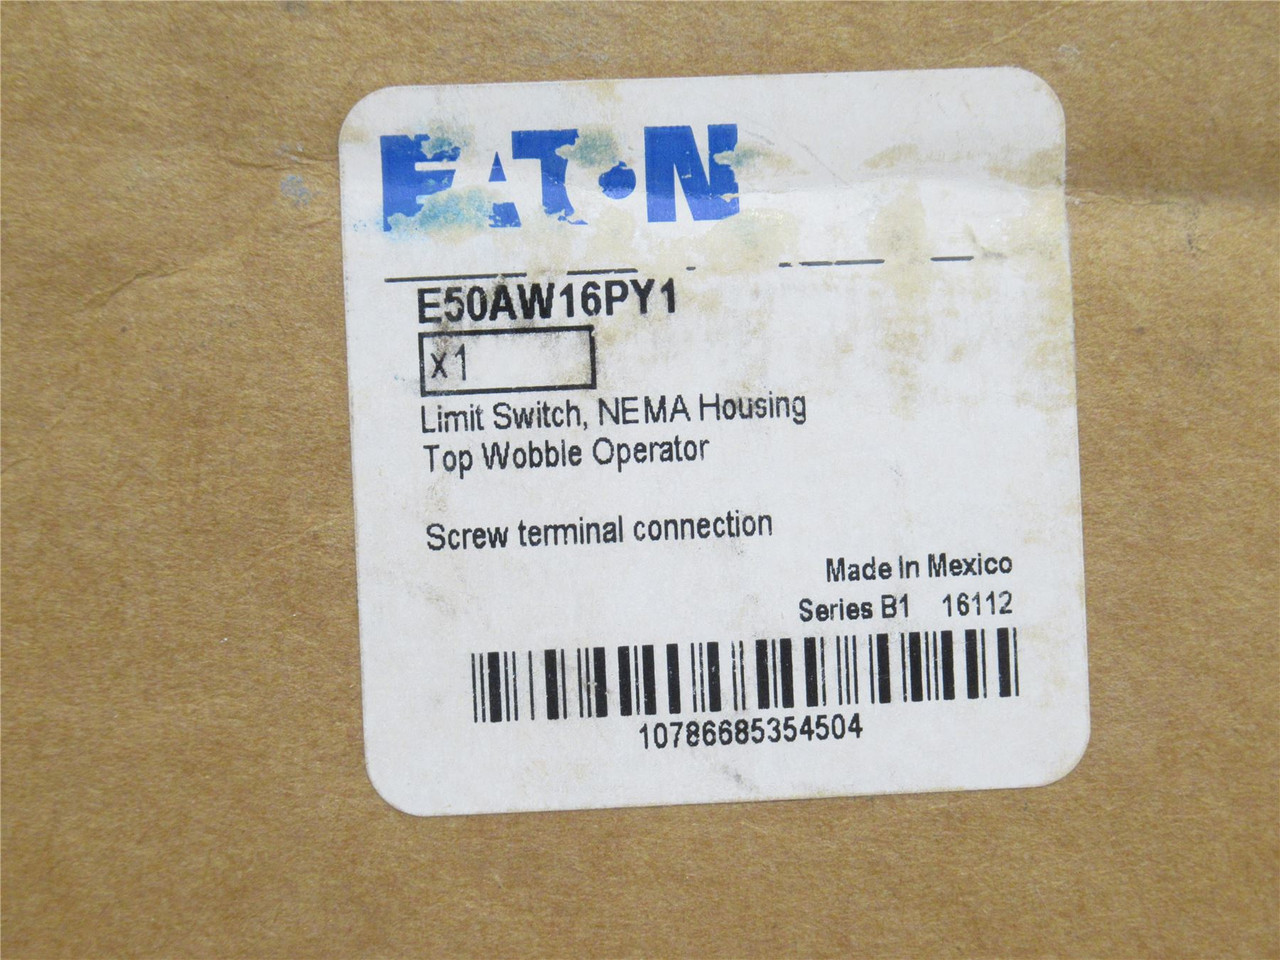 EATON
E50AW16PY1
x 1
Limit Switch, NEMA Housing
Top Wobble Operator
Screw terminal connection
Made In Mexico
Series B1 16112
10786685354504